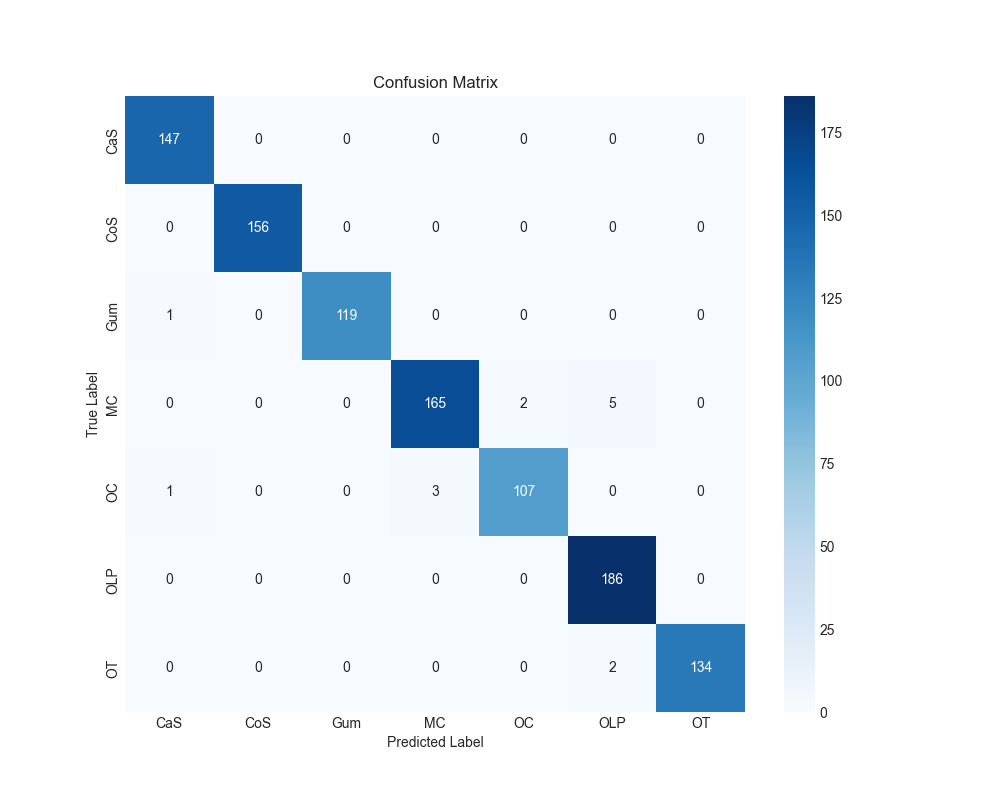 Confusion Matrix
True Label
CaS 147 0 0 0 0 0 0
CoS 0 156 0 0 0 0 0
Gum 1 0 119 0 0 0 0
MC 0 0 0 165 2 5 0
OC 1 0 0 3 107 0 0
OLP 0 0 0 0 0 186 0
OT 0 0 0 0 0 2 134
CaS CoS Gum MC OC OLP OT
Predicted Label
175
150
125
100
75
50
25
0